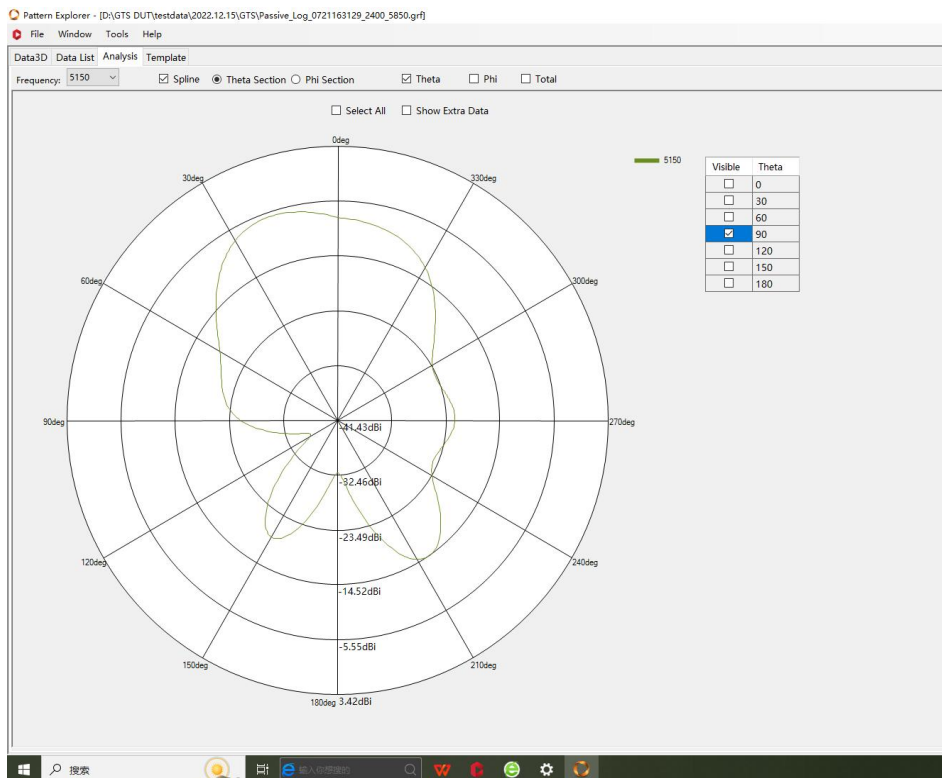 Pattern Explorer - [D:\GTS DUT\testdata\2022.12.15\GTS\Passive_Log_0721163129_2400_5850.grf]
File Window Tools Help
Data3D Data List Analysis Template
Frequency: 5150 Spline Theta Section Phi Section Theta Phi Total
Select All Show Extra Data
0deg
5150
Visible Theta
0
30
60
90
120
150
180
30deg
330deg
60deg
300deg
90deg
-41.43dBi
270deg
-32.46dBi
-23.49dBi
120deg
240deg
-14.52dBi
-5.55dBi
150deg
210deg
180deg 3.42dBi
搜索